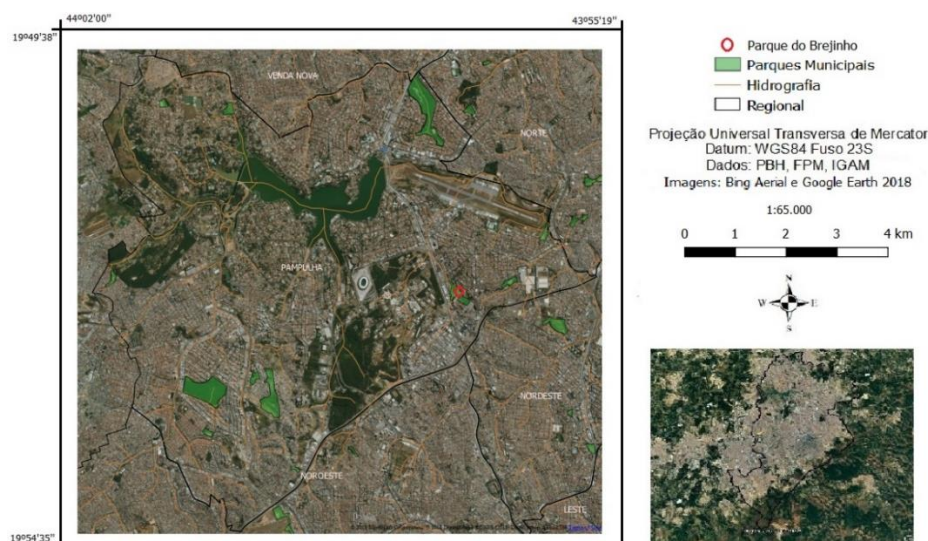 44º02'00"
43º55'19"
19º49'38"
19º54'35"
VENDA NOVA
NORTE
PAMPULHA
NORDESTE
NOROESTE
LESTE
Parque do Brejinho
Parques Municipais
Hidrografia
Regional
Projeção Universal Transversa de Mercator
Datum: WGS84 Fuso 23S
Dados: PBH, FPM, IGAM
Imagens: Bing Aerial e Google Earth 2018
1:65.000
0 1 2 3 4 km
N
W E
S